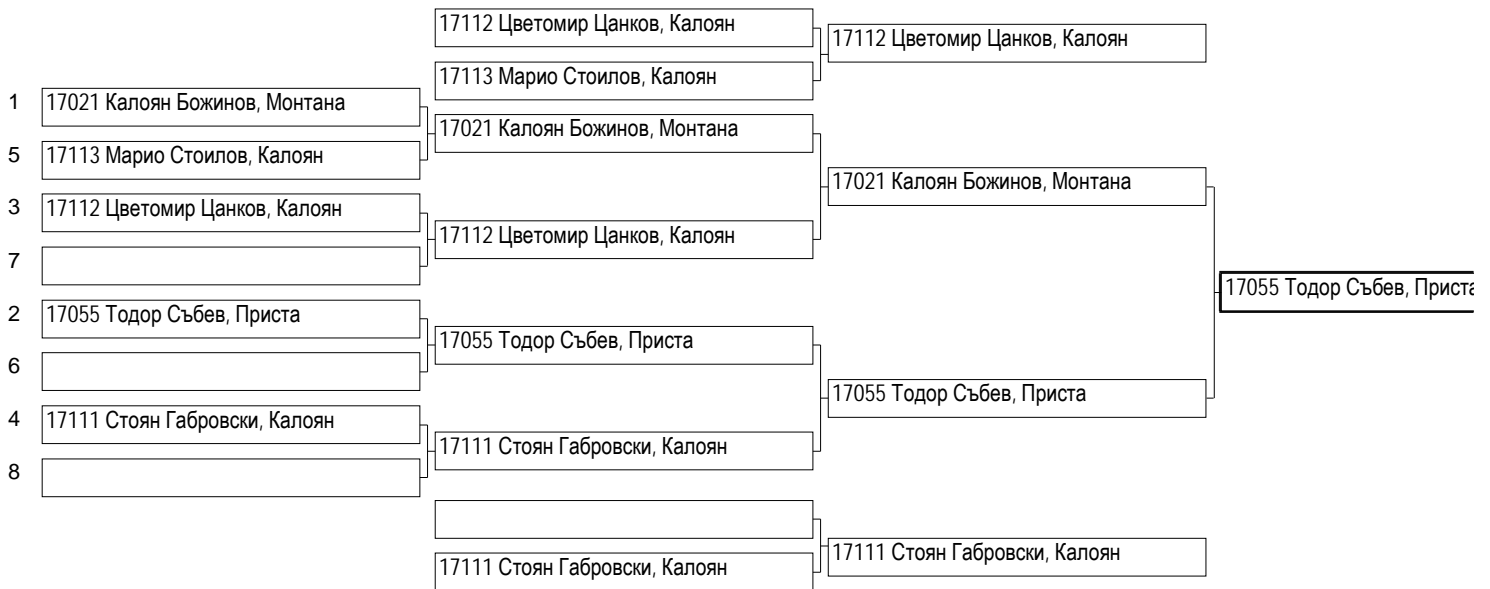 17112 Цветомир Цанков, Калоян
17112 Цветомир Цанков, Калоян
17113 Марио Стоилов, Калоян
1 17021 Калоян Божинов, Монтана
17021 Калоян Божинов, Монтана
5 17113 Марио Стоилов, Калоян
17021 Калоян Божинов, Монтана
3 17112 Цветомир Цанков, Калоян
17112 Цветомир Цанков, Калоян
7
17055 Тодор Събев, Приста
2 17055 Тодор Събев, Приста
17055 Тодор Събев, Приста
6
17055 Тодор Събев, Приста
4 17111 Стоян Габровски, Калоян
17111 Стоян Габровски, Калоян
8
17111 Стоян Габровски, Калоян
17111 Стоян Габровски, Калоян